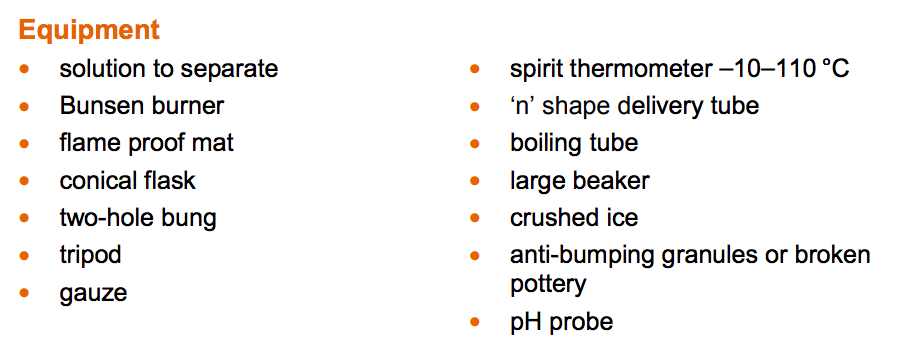 Equipment
solution to separate
Bunsen burner
flame proof mat
conical flask
two-hole bung
tripod
gauze
spirit thermometer –10–110 °C
‘n’ shape delivery tube
boiling tube
large beaker
crushed ice
anti-bumping granules or broken
pottery
pH probe